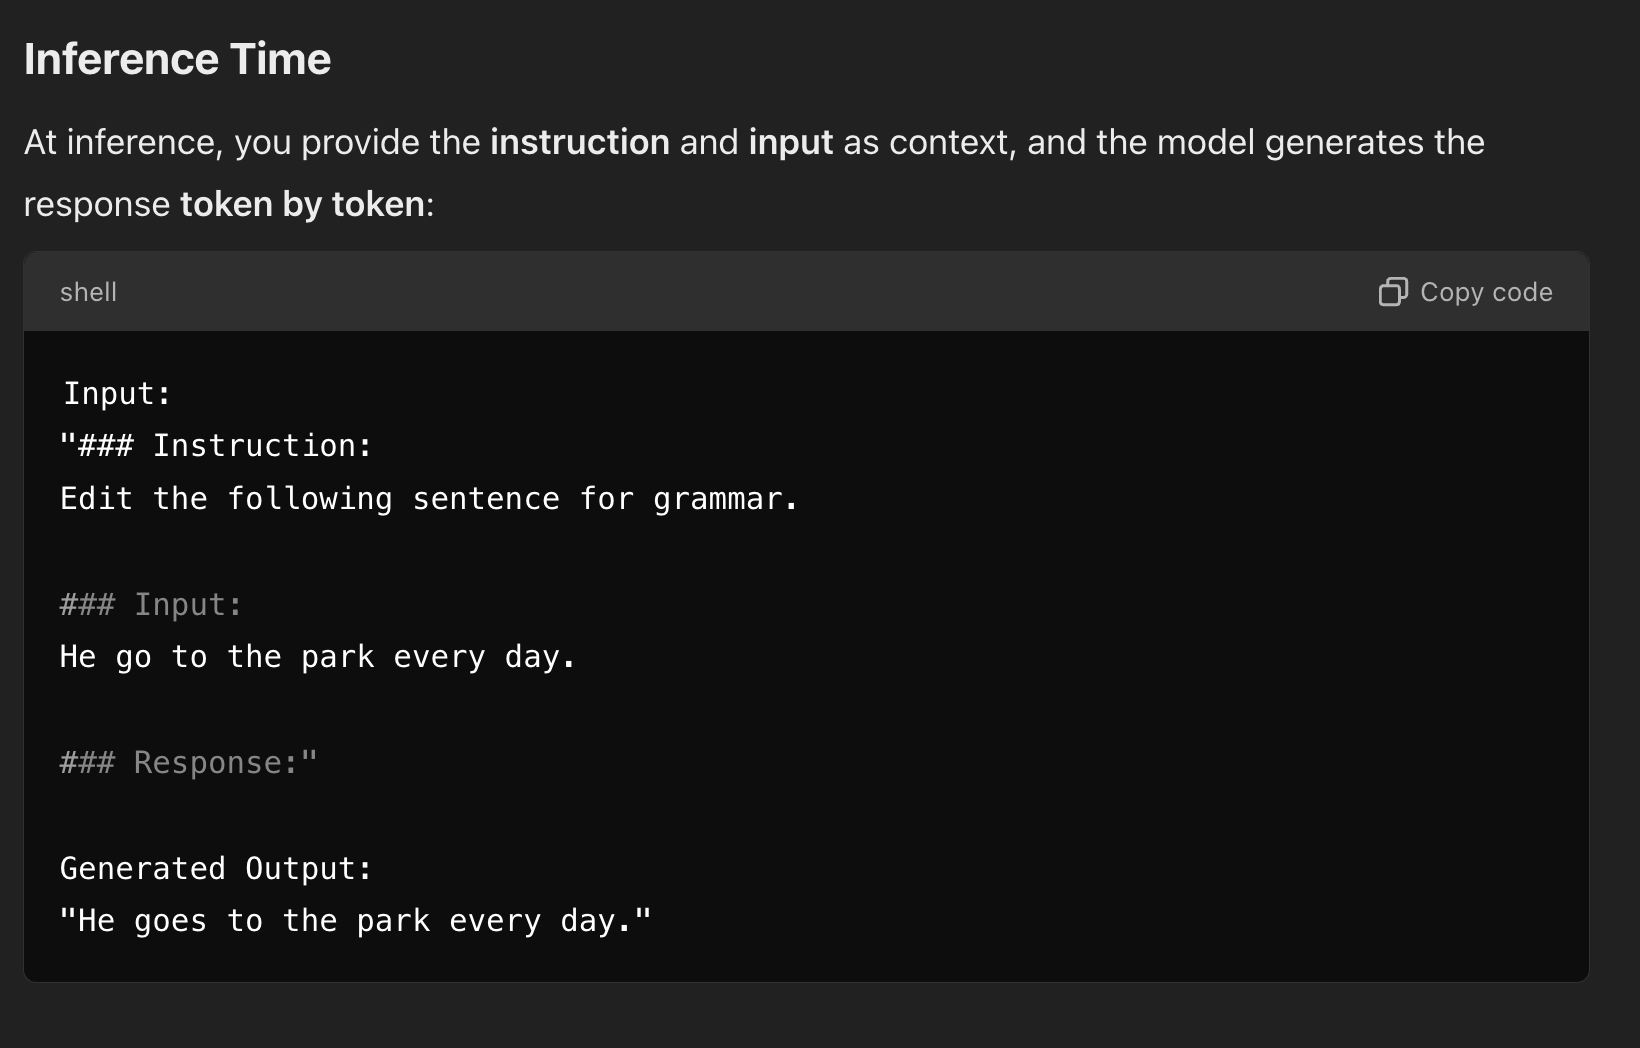 Inference Time
At inference, you provide the instruction and input as context, and the model generates the
response token by token:
shell
Copy code
Input:
"### Instruction:
Edit the following sentence for grammar.
### Input:
He go to the park every day.
### Response:"
Generated Output:
"He goes to the park every day."